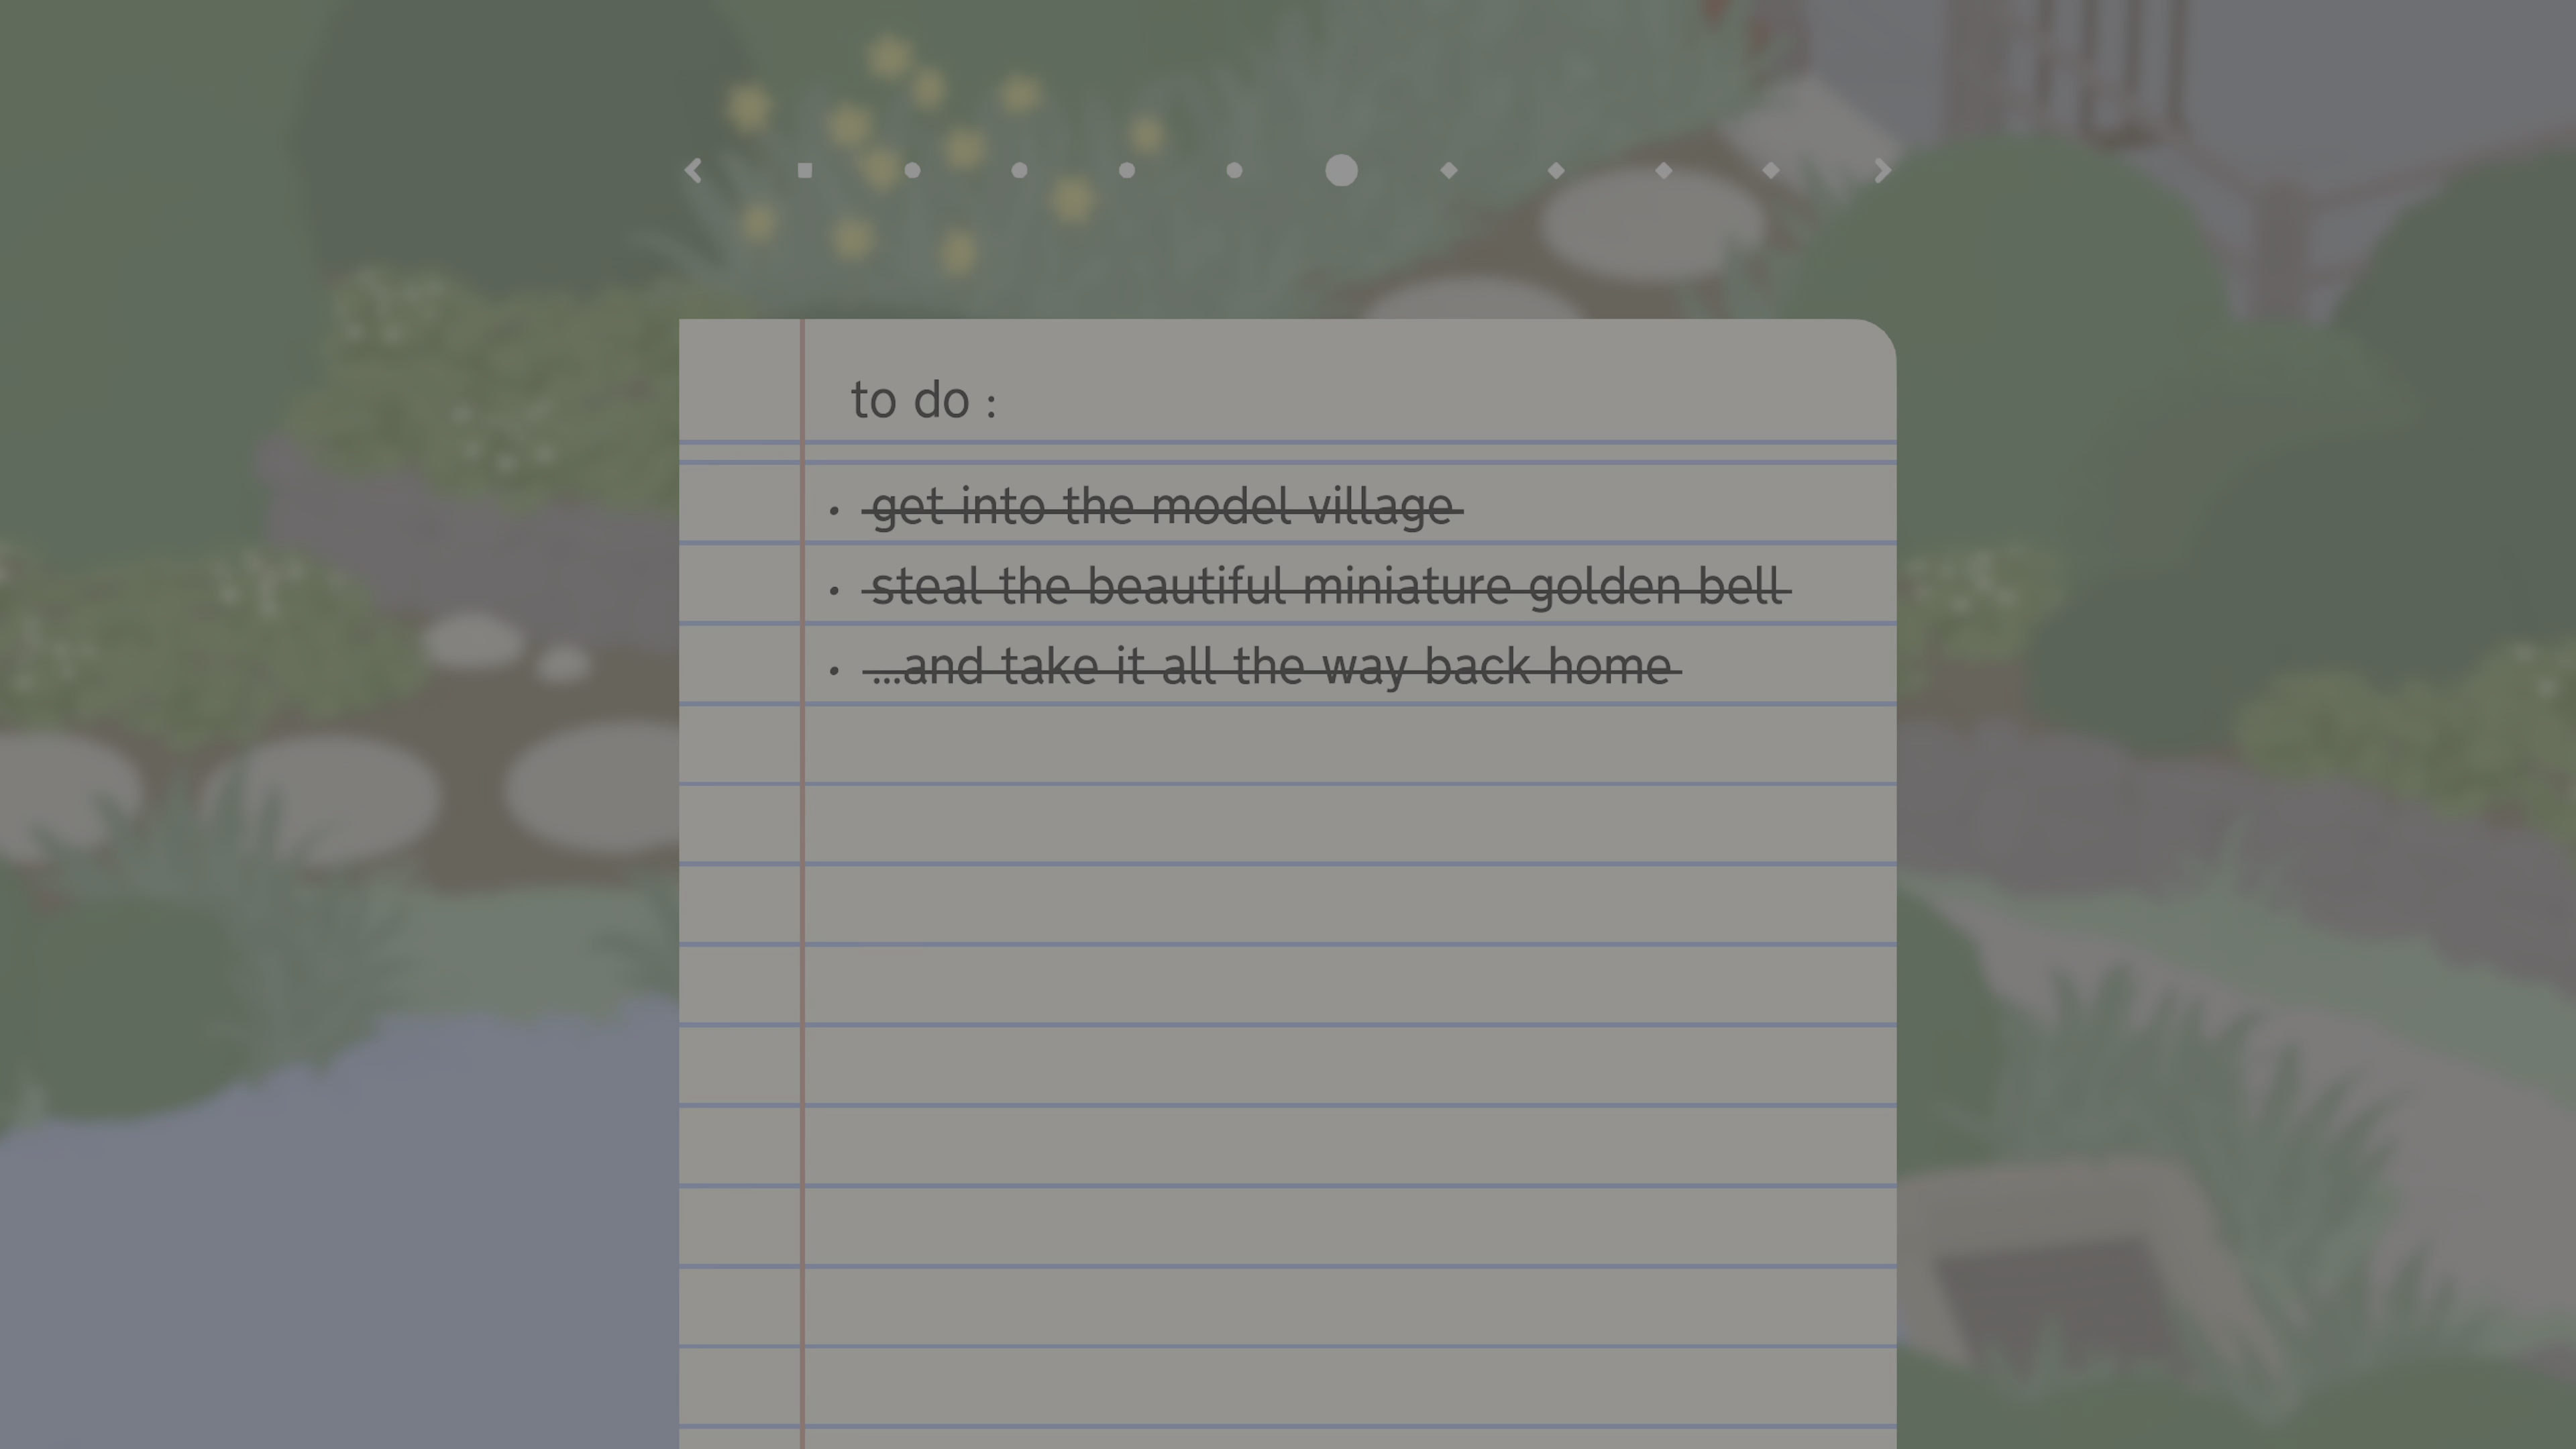 to do :
• get into the model village
• steal the beautiful miniature golden bell
• ...and take it all the way back home